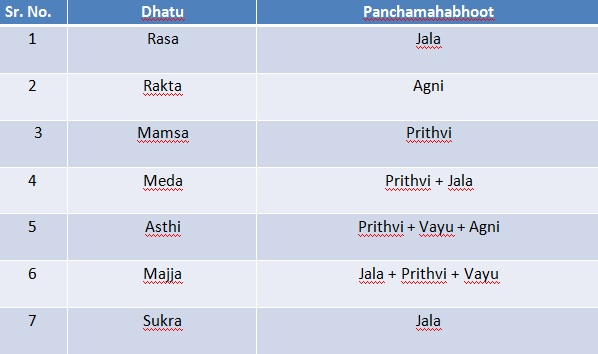 Sr. No. Dhatu Panchamahabhoot
1 Rasa Jala
2 Rakta Agni
3 Mamsa Prithvi
4 Meda Prithvi + Jala
5 Asthi Prithvi + Vayu + Agni
6 Majja Jala + Prithvi + Vayu
7 Sukra Jala